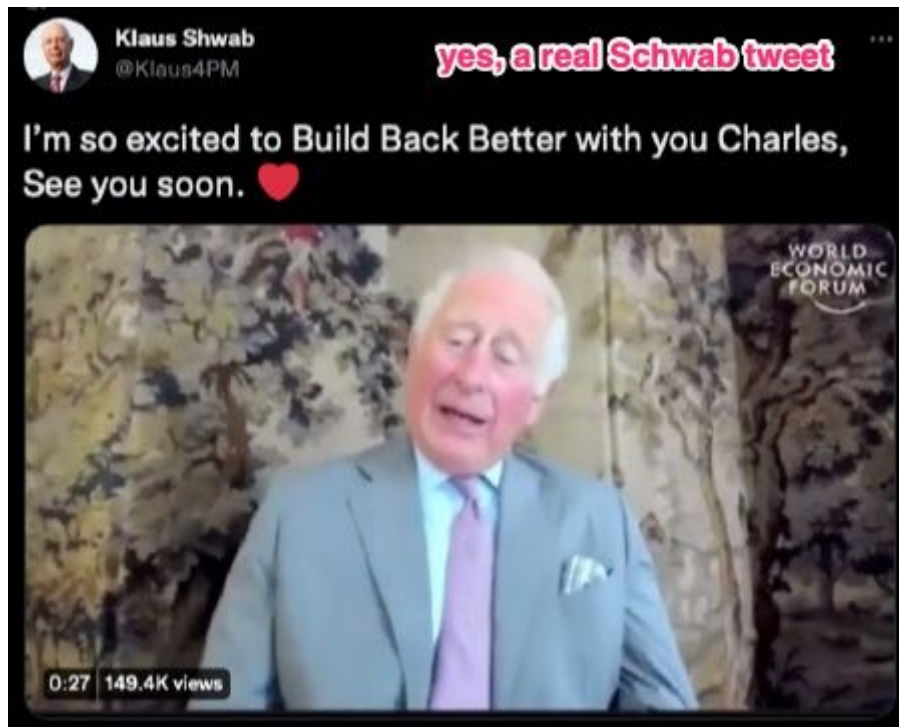 Klaus Shwab
yes, a real Schwab tweet
@Klaus4PM
I'm so excited to Build Back Better with you Charles,
See you soon. ❤️
WORLD
ECONOMIC
FORUM
0:27 149.4K views